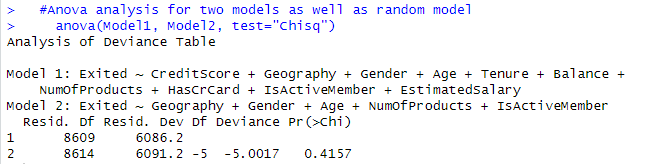 >   #Anova analysis for two models as well as random model
>     anova(Model1, Model2, test="Chisq")
Analysis of Deviance Table

Model 1: Exited ~ CreditScore + Geography + Gender + Age + Tenure + Balance +
    NumOfProducts + HasCrCard + IsActiveMember + EstimatedSalary
Model 2: Exited ~ Geography + Gender + Age + NumOfProducts + IsActiveMember
  Resid. Df Resid. Dev Df Deviance Pr(>Chi)
1      8609     6086.2
2      8614     6091.2 -5  -5.0017   0.4157